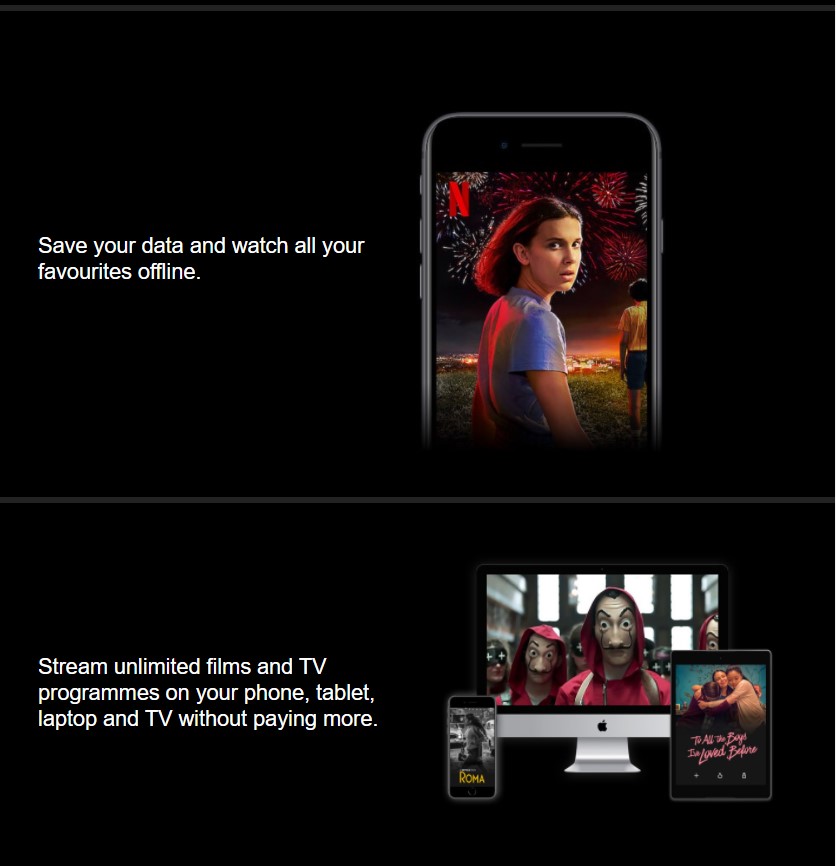 N
Save your data and watch all your
favourites offline.
Stream unlimited films and TV
programmes on your phone, tablet,
laptop and TV without paying more.
ROMA
To All The Boys
I've Loved Before